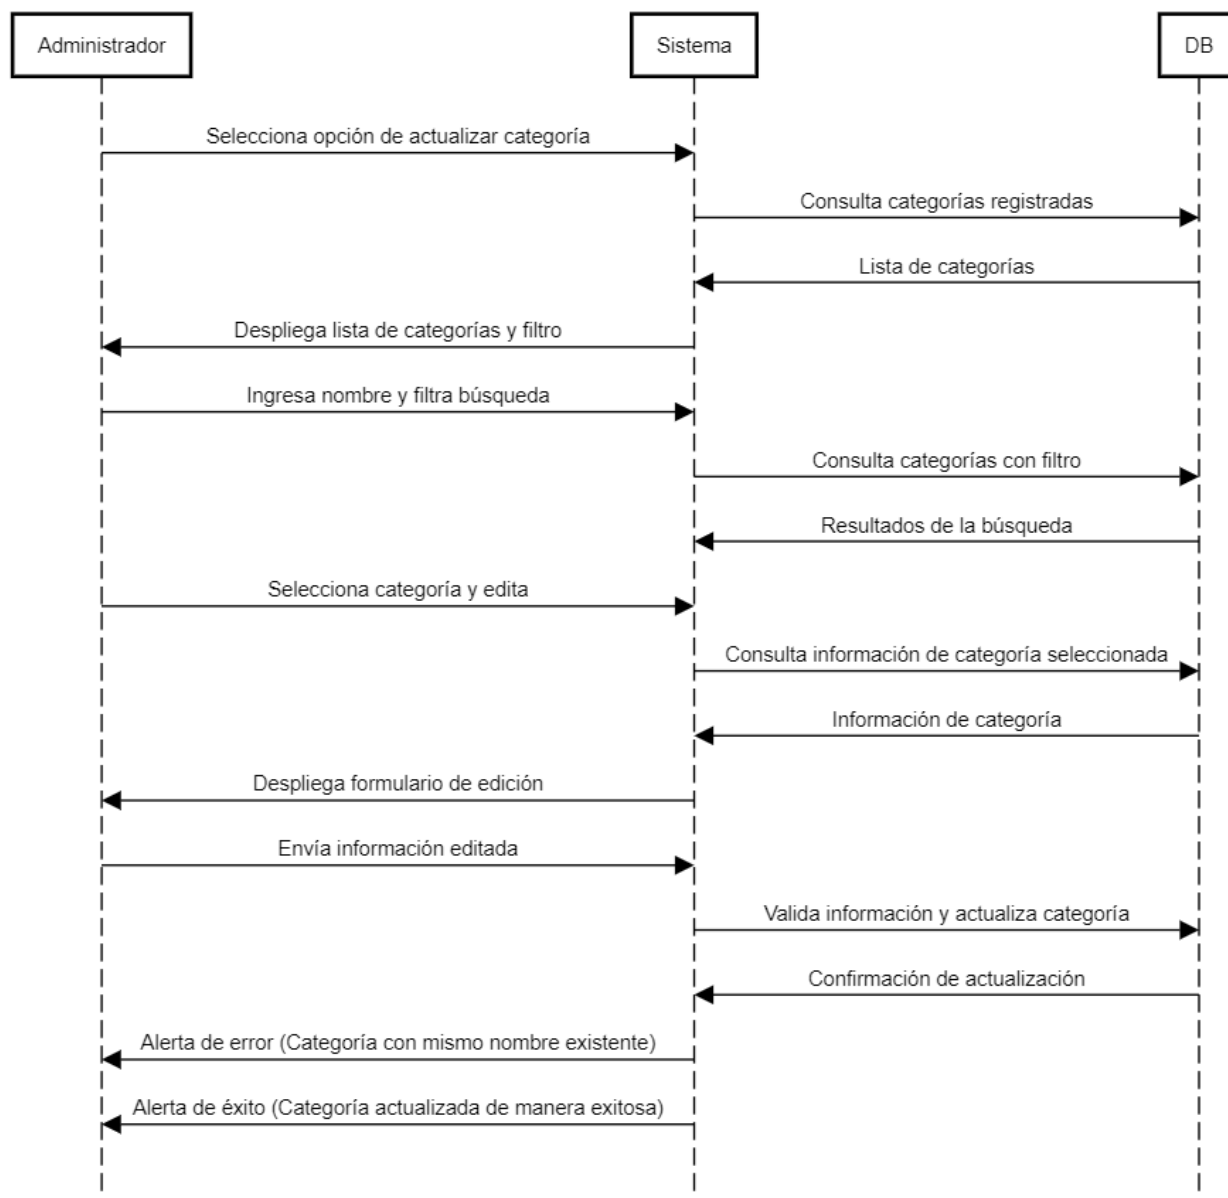 Administrador
Sistema
DB
Selecciona opción de actualizar categoría
Consulta categorías registradas
Lista de categorías
Despliega lista de categorías y filtro
Ingresa nombre y filtra búsqueda
Consulta categorías con filtro
Resultados de la búsqueda
Selecciona categoría y edita
Consulta información de categoría seleccionada
Información de categoría
Despliega formulario de edición
Envía información editada
Valida información y actualiza categoría
Confirmación de actualización
Alerta de error (Categoría con mismo nombre existente)
Alerta de éxito (Categoría actualizada de manera exitosa)